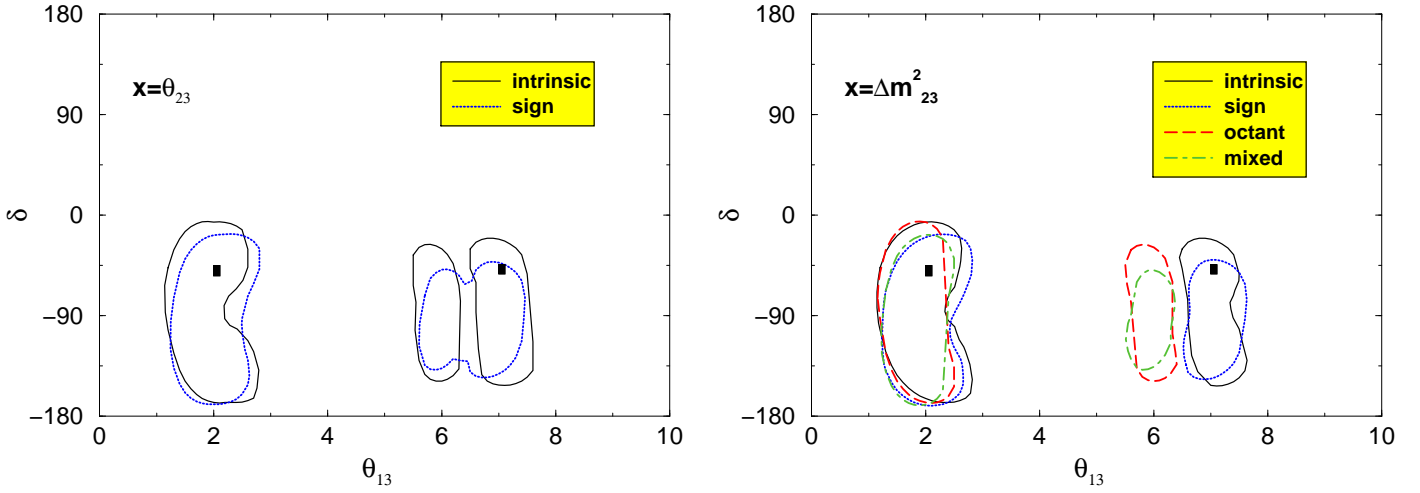 180
90
0
−90
−180
δ
x=θ₂₃
intrinsic
sign
0 2 4 6 8 10
θ₁₃
180
90
0
−90
−180
δ
x=Δm²₂₃
intrinsic
sign
octant
mixed
0 2 4 6 8 10
θ₁₃